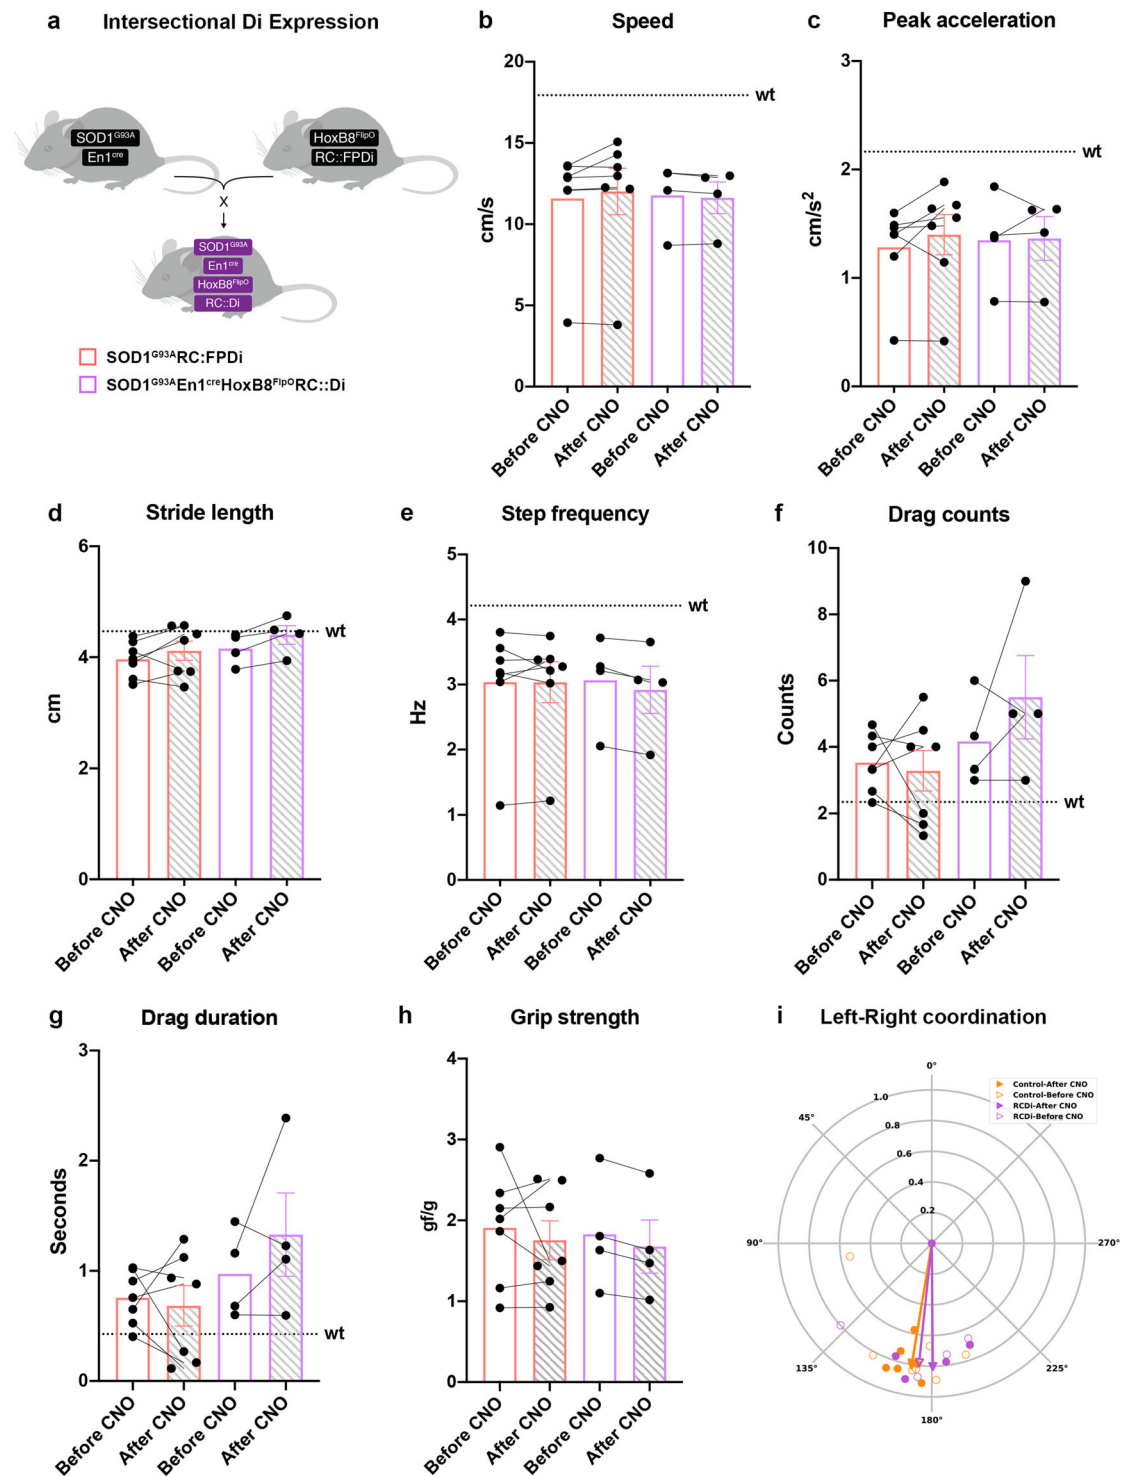 a Intersectional Di Expression
SOD1G93A
En1cre
HoxB8FlipO
RC::FPDi
X
SOD1G93A
En1cre
HoxB8FlipO
RC::Di
SOD1G93ARC:FPDi
SOD1G93AEn1creHoxB8FlpORC::Di
b Speed
20
15
10
5
0
cm/s
wt
Before CNO
After CNO
Before CNO
After CNO
c Peak acceleration
3
2
1
0
cm/s2
wt
Before CNO
After CNO
Before CNO
After CNO
d Stride length
6
4
2
0
cm
wt
Before CNO
After CNO
Before CNO
After CNO
e Step frequency
5
4
3
2
1
0
Hz
wt
Before CNO
After CNO
Before CNO
After CNO
f Drag counts
10
8
6
4
2
0
Counts
wt
Before CNO
After CNO
Before CNO
After CNO
g Drag duration
3
2
1
0
Seconds
wt
Before CNO
After CNO
Before CNO
After CNO
h Grip strength
4
3
2
1
0
gf/g
Before CNO
After CNO
Before CNO
After CNO
i Left-Right coordination
0°
45°
90°
135°
180°
225°
270°
1.0
0.8
0.6
0.4
0.2
Control-After CNO
Control-Before CNO
RCDi-After CNO
RCDi-Before CNO